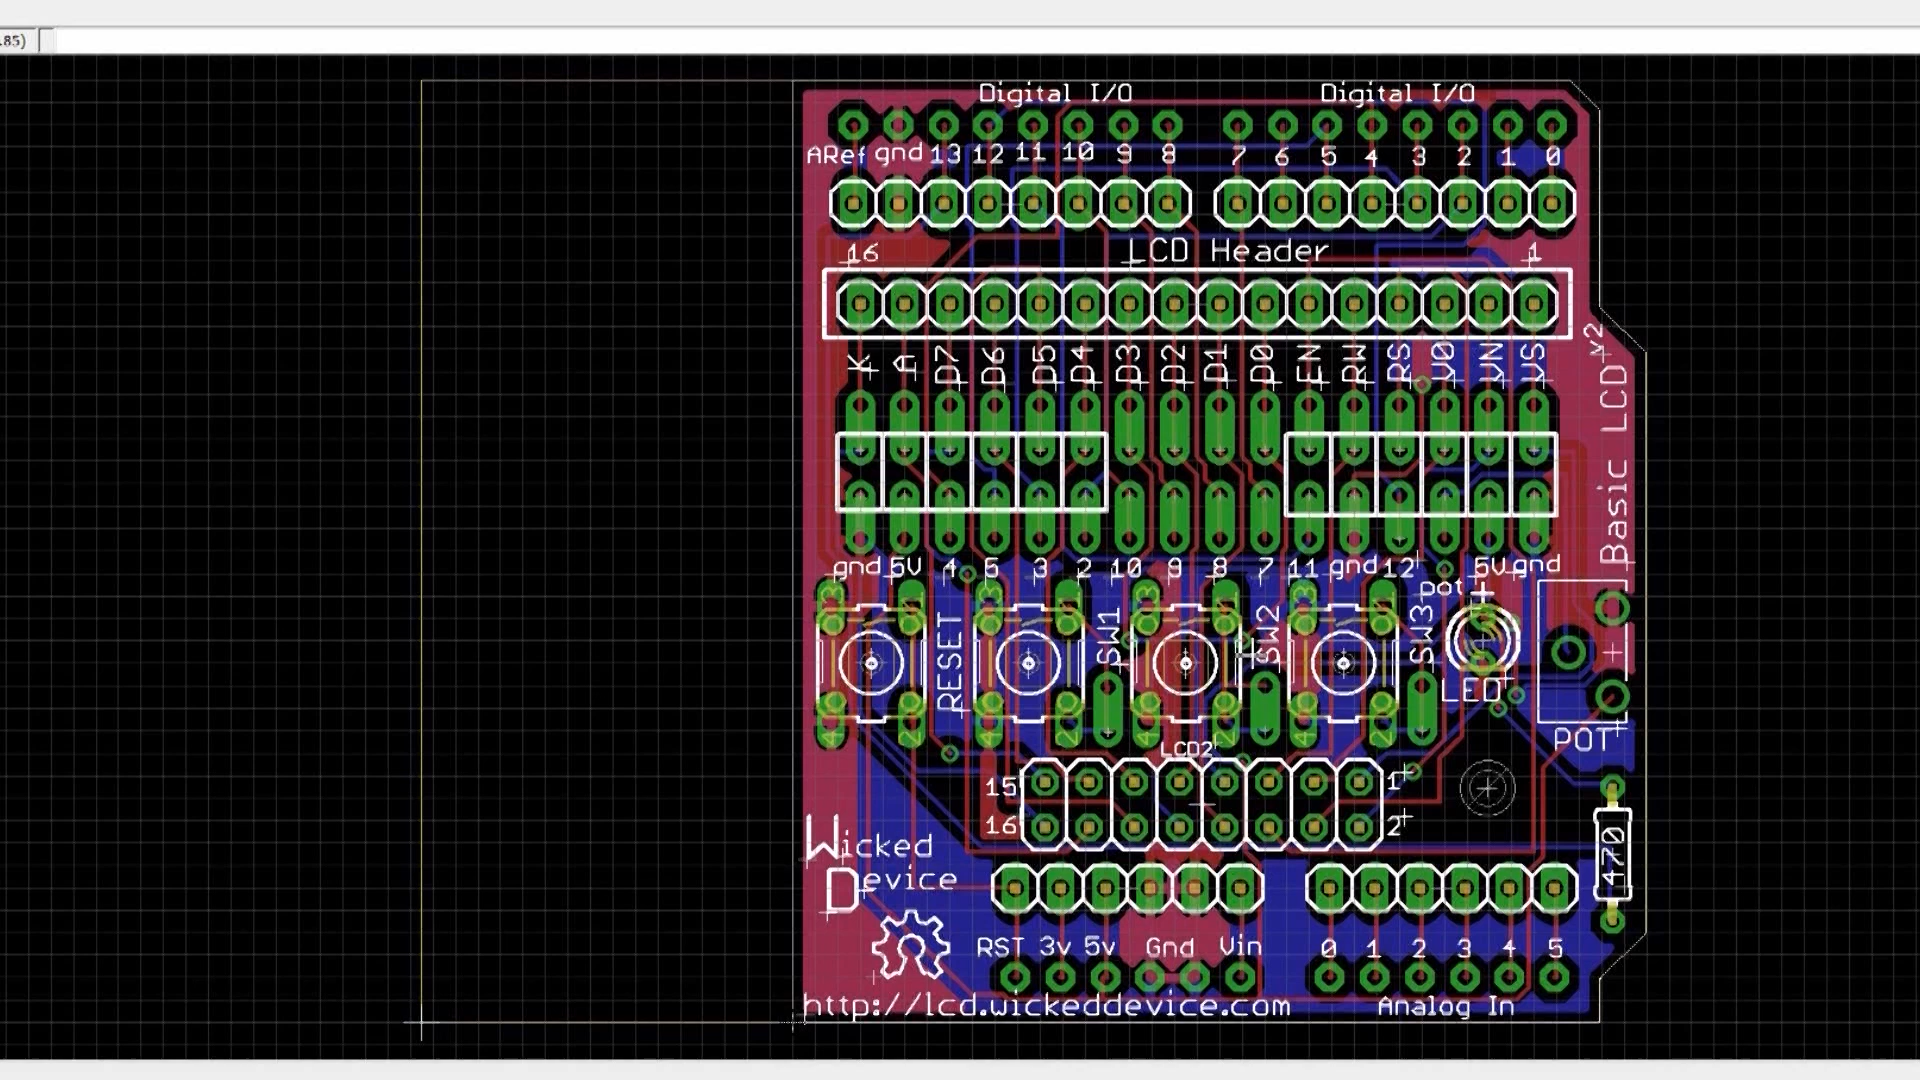 .85)
Digital I/O Digital I/O
ARef gnd 13 12 11 10 9 8 7 6 5 4 3 2 1 0
16 LCD Header 1
K A D7 D6 D5 D4 D3 D2 D1 D0 EN RW RS V0 VN VS
Basic LCD v2
gnd 5V 4 5 3 2 10 9 8 7 11 gnd 12 pot 5V gnd
RESET SW1 SW2 SW3
LED
POT
LCD2
15 1
16 2
470
Wicked
Device
RST 3v 5v Gnd Vin 0 1 2 3 4 5
http://lcd.wickeddevice.com Analog In